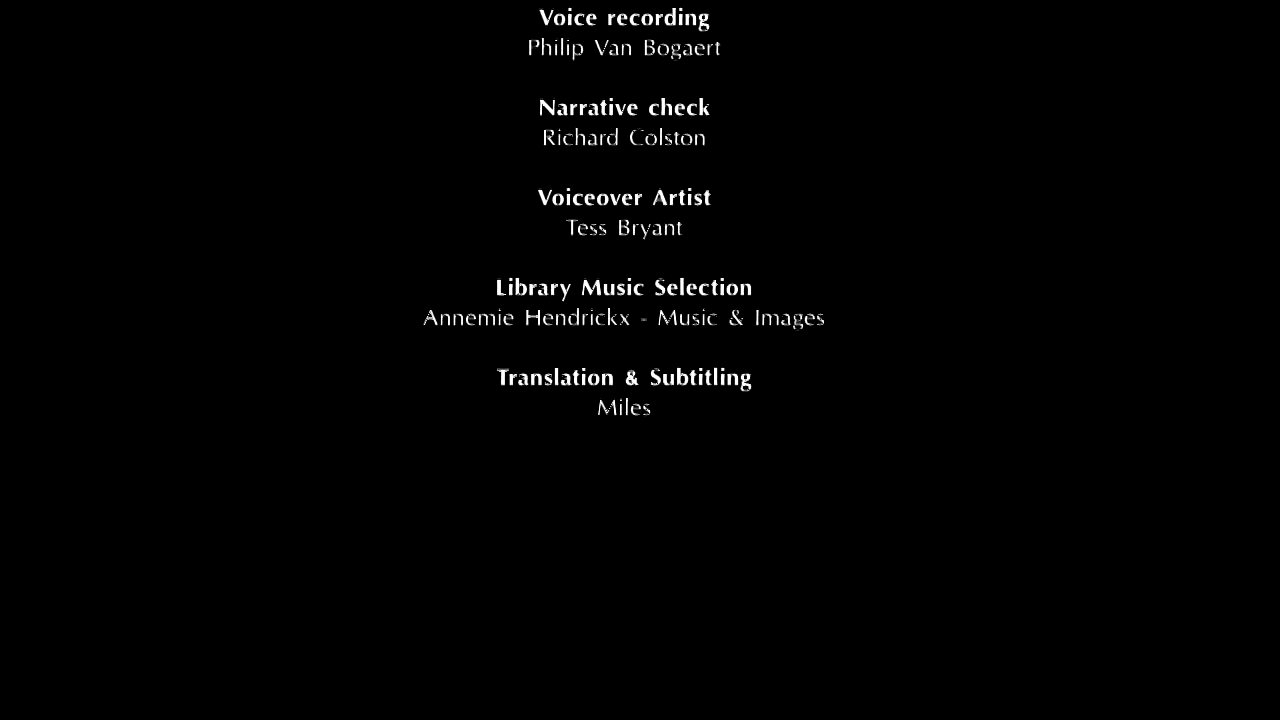 Voice recording
Philip Van Bogaert
Narrative check
Richard Colston
Voiceover Artist
Tess Bryant
Library Music Selection
Annemie Hendrickx - Music & Images
Translation & Subtitling
Miles